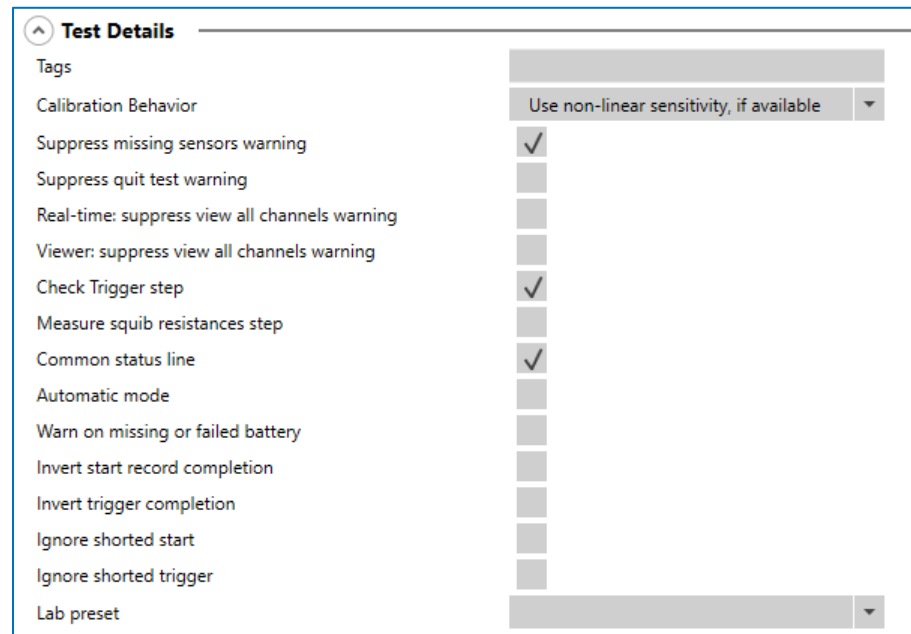 Test Details
Tags
Calibration Behavior Use non-linear sensitivity, if available
Suppress missing sensors warning
Suppress quit test warning
Real-time: suppress view all channels warning
Viewer: suppress view all channels warning
Check Trigger step
Measure squib resistances step
Common status line
Automatic mode
Warn on missing or failed battery
Invert start record completion
Invert trigger completion
Ignore shorted start
Ignore shorted trigger
Lab preset